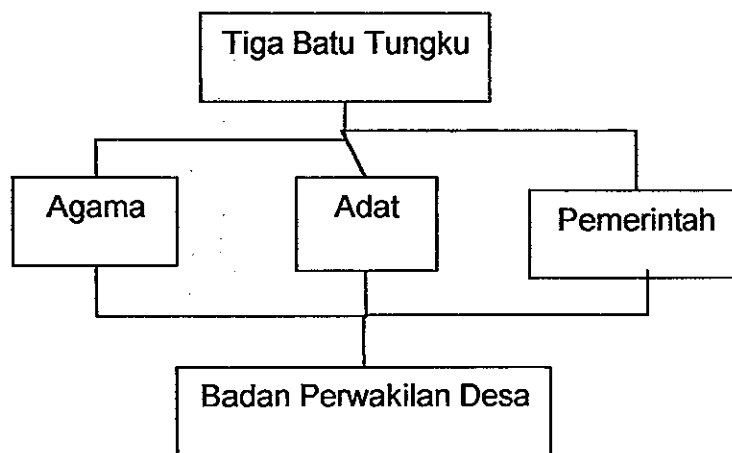 Tiga Batu Tungku
Agama
Adat
Pemerintah
Badan Perwakilan Desa